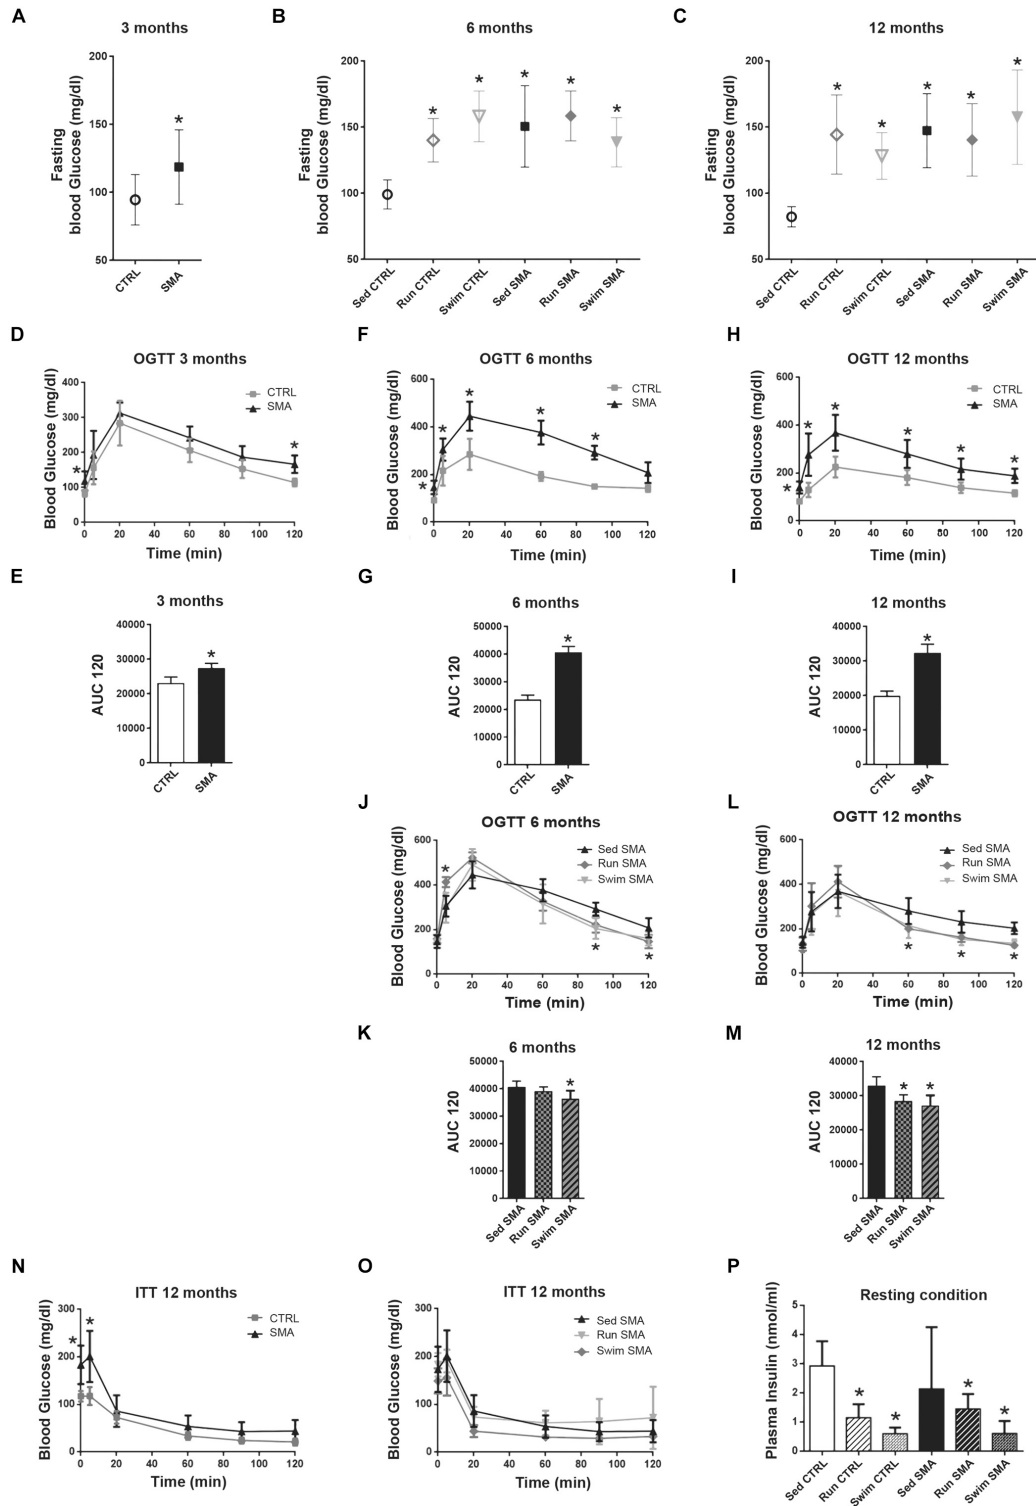 A
3 months
Fasting
blood Glucose (mg/dl)
200
150
100
50
*
CTRL
SMA
B
6 months
Fasting
blood Glucose (mg/dl)
200
150
100
50
* * * * *
Sed CTRL
Run CTRL
Swim CTRL
Sed SMA
Run SMA
Swim SMA
C
12 months
Fasting
blood Glucose (mg/dl)
200
150
100
50
* * * * *
Sed CTRL
Run CTRL
Swim CTRL
Sed SMA
Run SMA
Swim SMA
D
OGTT 3 months
Blood Glucose (mg/dl)
400
300
200
100
0
CTRL
SMA
* *
0 20 40 60 80 100 120
Time (min)
F
OGTT 6 months
Blood Glucose (mg/dl)
600
400
200
0
CTRL
SMA
* * * * *
0 20 40 60 80 100 120
Time (min)
H
OGTT 12 months
Blood Glucose (mg/dl)
600
400
200
0
CTRL
SMA
* * * * * *
0 20 40 60 80 100 120
Time (min)
E
3 months
AUC 120
40000
30000
20000
10000
0
*
CTRL
SMA
G
6 months
AUC 120
50000
40000
30000
20000
10000
0
*
CTRL
SMA
I
12 months
AUC 120
40000
30000
20000
10000
0
*
CTRL
SMA
J
OGTT 6 months
Blood Glucose (mg/dl)
600
400
200
0
Sed SMA
Run SMA
Swim SMA
* * *
0 20 40 60 80 100 120
Time (min)
L
OGTT 12 months
Blood Glucose (mg/dl)
600
400
200
0
Sed SMA
Run SMA
Swim SMA
* * *
0 20 40 60 80 100 120
Time (min)
K
6 months
AUC 120
50000
40000
30000
20000
10000
0
*
Sed SMA
Run SMA
Swim SMA
M
12 months
AUC 120
40000
30000
20000
10000
0
* *
Sed SMA
Run SMA
Swim SMA
N
ITT 12 months
Blood Glucose (mg/dl)
300
200
100
0
CTRL
SMA
* *
0 20 40 60 80 100 120
Time (min)
O
ITT 12 months
Blood Glucose (mg/dl)
300
200
100
0
Sed SMA
Run SMA
Swim SMA
0 20 40 60 80 100 120
Time (min)
P
Resting condition
Plasma Insulin (nmol/ml)
5
4
3
2
1
0
* * * *
Sed CTRL
Run CTRL
Swim CTRL
Sed SMA
Run SMA
Swim SMA